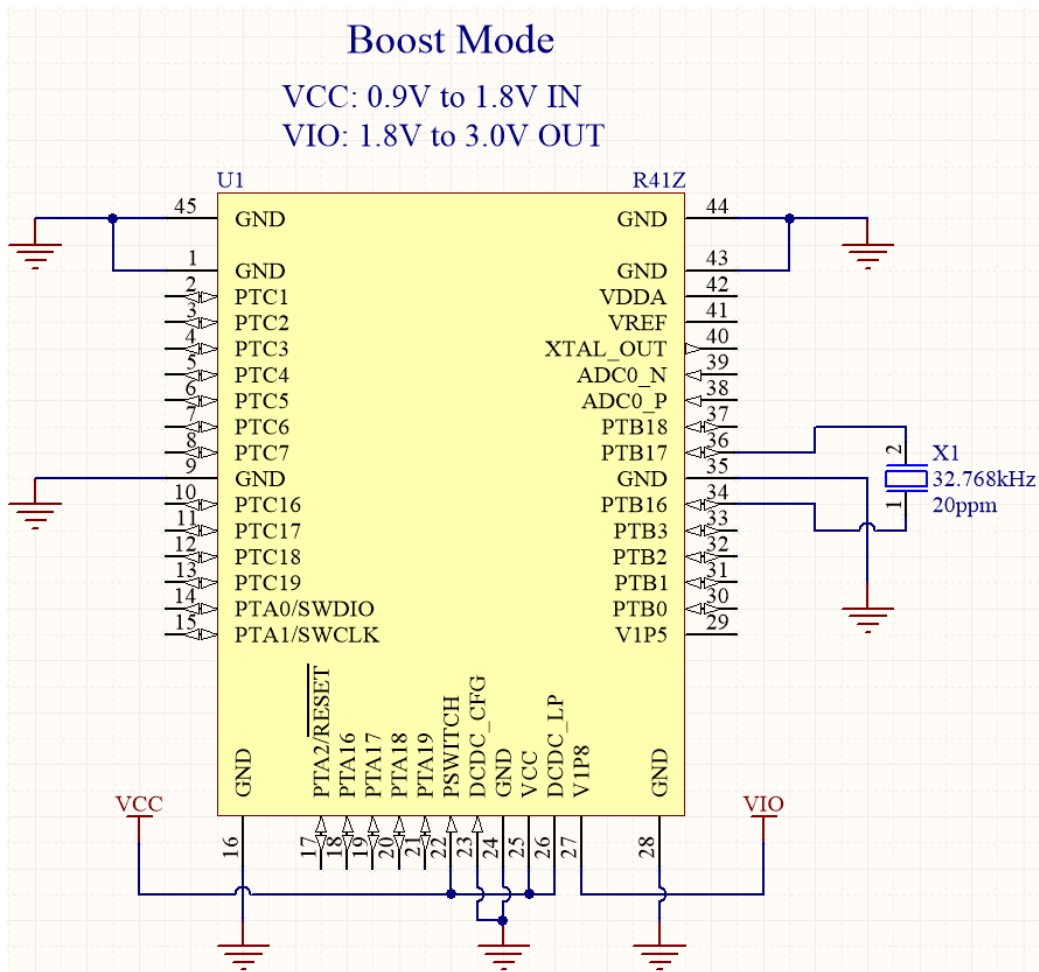 Boost Mode
VCC: 0.9V to 1.8V IN
VIO: 1.8V to 3.0V OUT
U1 R41Z
45 GND GND 44
1 GND GND 43
2 PTC1 VDDA 42
3 PTC2 VREF 41
4 PTC3 XTAL_OUT 40
5 PTC4 ADC0_N 39
6 PTC5 ADC0_P 38
7 PTC6 PTB18 37
8 PTC7 PTB17 36
9 GND GND 35
10 PTC16 PTB16 34
11 PTC17 PTB3 33
12 PTC18 PTB2 32
13 PTC19 PTB1 31
14 PTA0/SWDIO PTB0 30
15 PTA1/SWCLK V1P5 29
2 X1
32.768kHz
1 20ppm
GND
PTA2/RESET
PTA16
PTA17
PTA18
PTA19
PSWITCH
DCDC_CFG
GND
VCC
DCDC_LP
V1P8
GND
VCC VIO
16 17 18 19 20 21 22 23 24 25 26 27 28